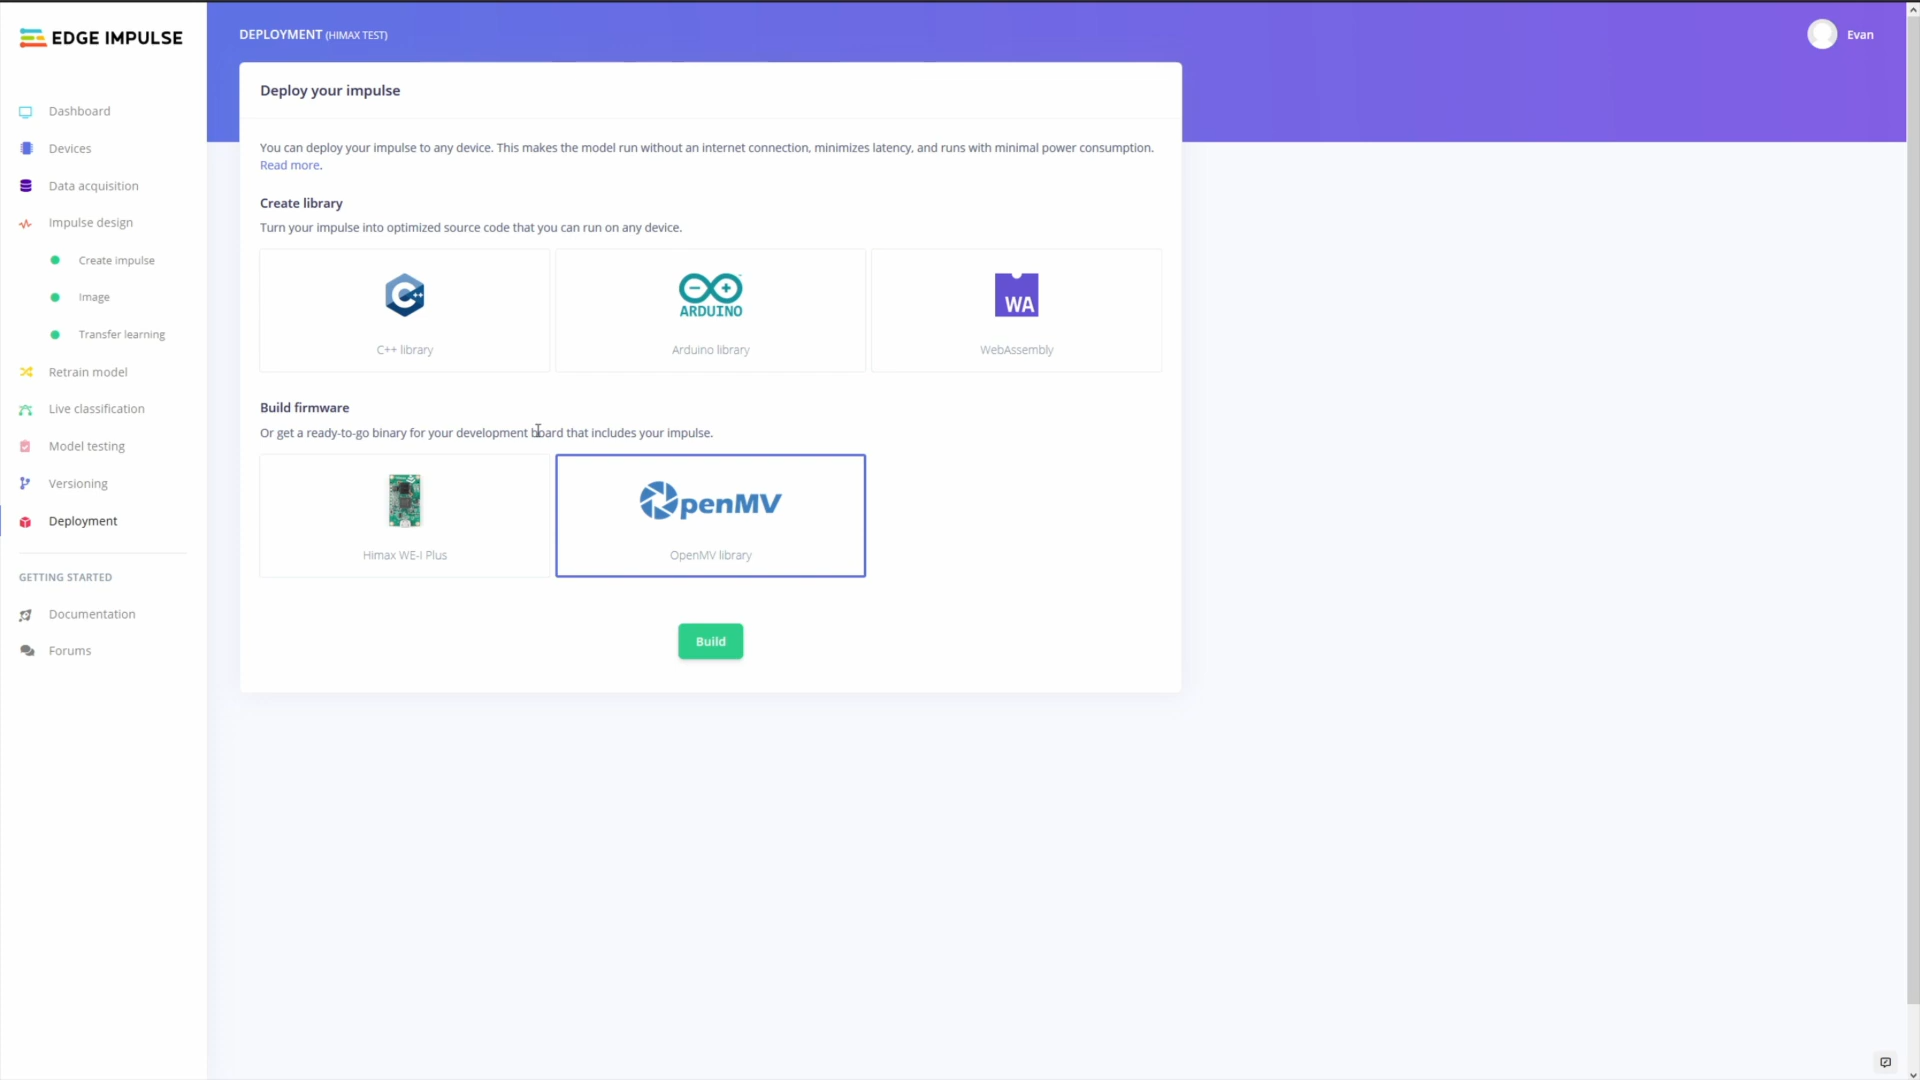 EDGE IMPULSE
Dashboard
Devices
Data acquisition
Impulse design
Create impulse
Image
Transfer learning
Retrain model
Live classification
Model testing
Versioning
Deployment
GETTING STARTED
Documentation
Forums
DEPLOYMENT (HIMAX TEST)
Evan
Deploy your impulse
You can deploy your impulse to any device. This makes the model run without an internet connection, minimizes latency, and runs with minimal power consumption.
Read more.
Create library
Turn your impulse into optimized source code that you can run on any device.
C++
C++ library
ARDUINO
Arduino library
WA
WebAssembly
Build firmware
Or get a ready-to-go binary for your development board that includes your impulse.
Himax WE-I Plus
OpenMV
OpenMV library
Build